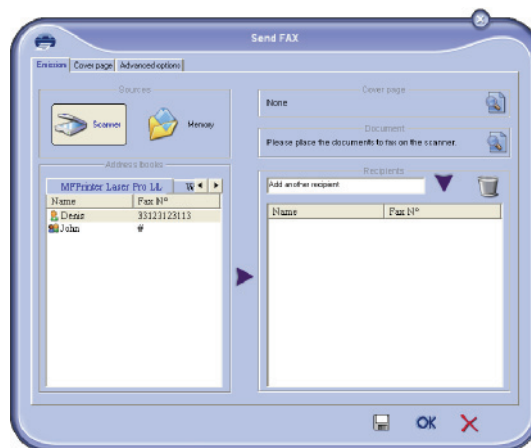 Send FAX
Emission Cover page Advanced options
Sources
Scanner
Memory
Address Books
MFPrinter Laser Pro LL
Name Fax N°
Denis 33123123113
John #
Cover page
None
Document
Please place the documents to fax on the scanner.
Recipients
Add another recipient
Name Fax N°
OK